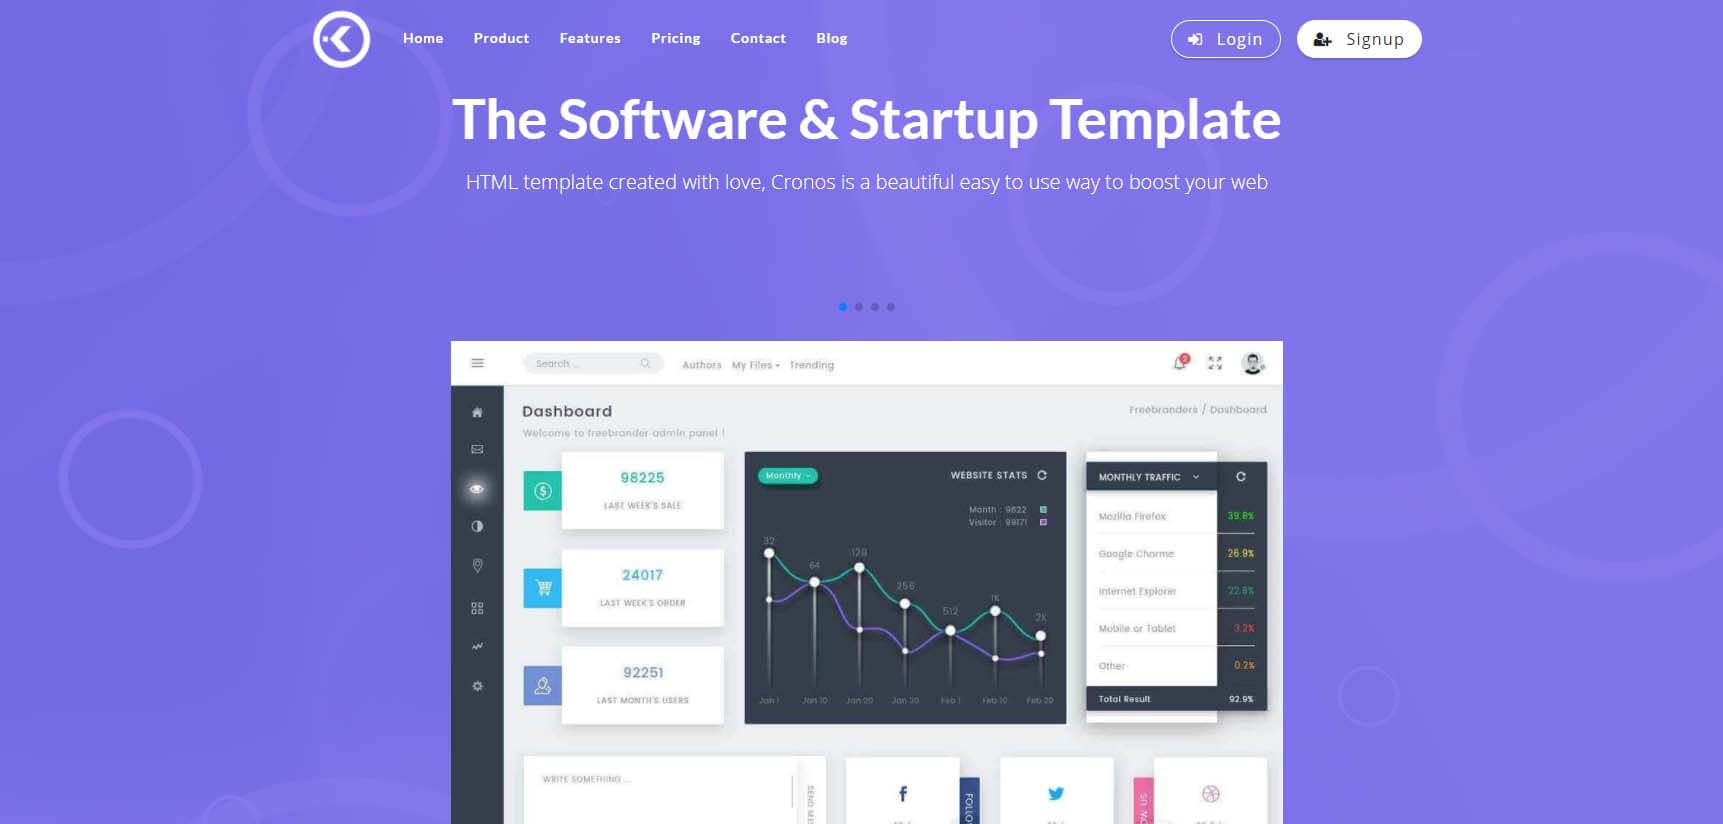 Home Product Features Pricing Contact Blog Login Signup
The Software & Startup Template
HTML template created with love, Cronos is a beautiful easy to use way to boost your web
Search ... Authors My Files Trending 2
Dashboard
Freebranders / Dashboard
Welcome to freebrander admin panel !
98225
LAST WEEK'S SALE
24017
LAST WEEK'S ORDER
92251
LAST MONTH'S USERS
Monthly WEBSITE STATS
Month : 9822
Visitor : 99171
32
64
129
256
512
1K
2K
Jan 1 Jan 10 Jan 20 Jan 30 Feb 1 Feb 10 Feb 20
MONTHLY TRAFFIC
Mozilla Firefox 39.8%
Google Charme 26.9%
Internet Explorer 22.8%
Mobile or Tablet 3.2%
Other 0.2%
Total Result 92.9%
WRITE SOMETHING ...